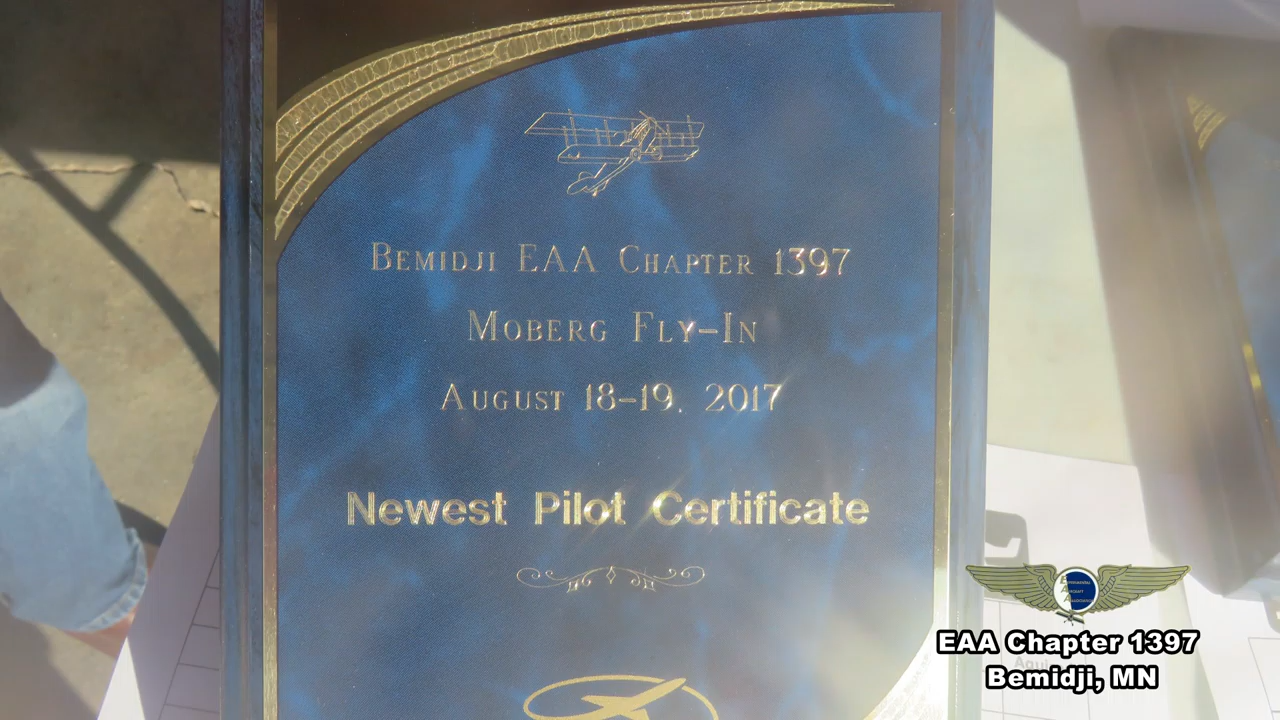 Bemidji EAA Chapter 1397
Moberg Fly-In
August 18-19, 2017
Newest Pilot Certificate
EAA Chapter 1397
Bemidji, MN